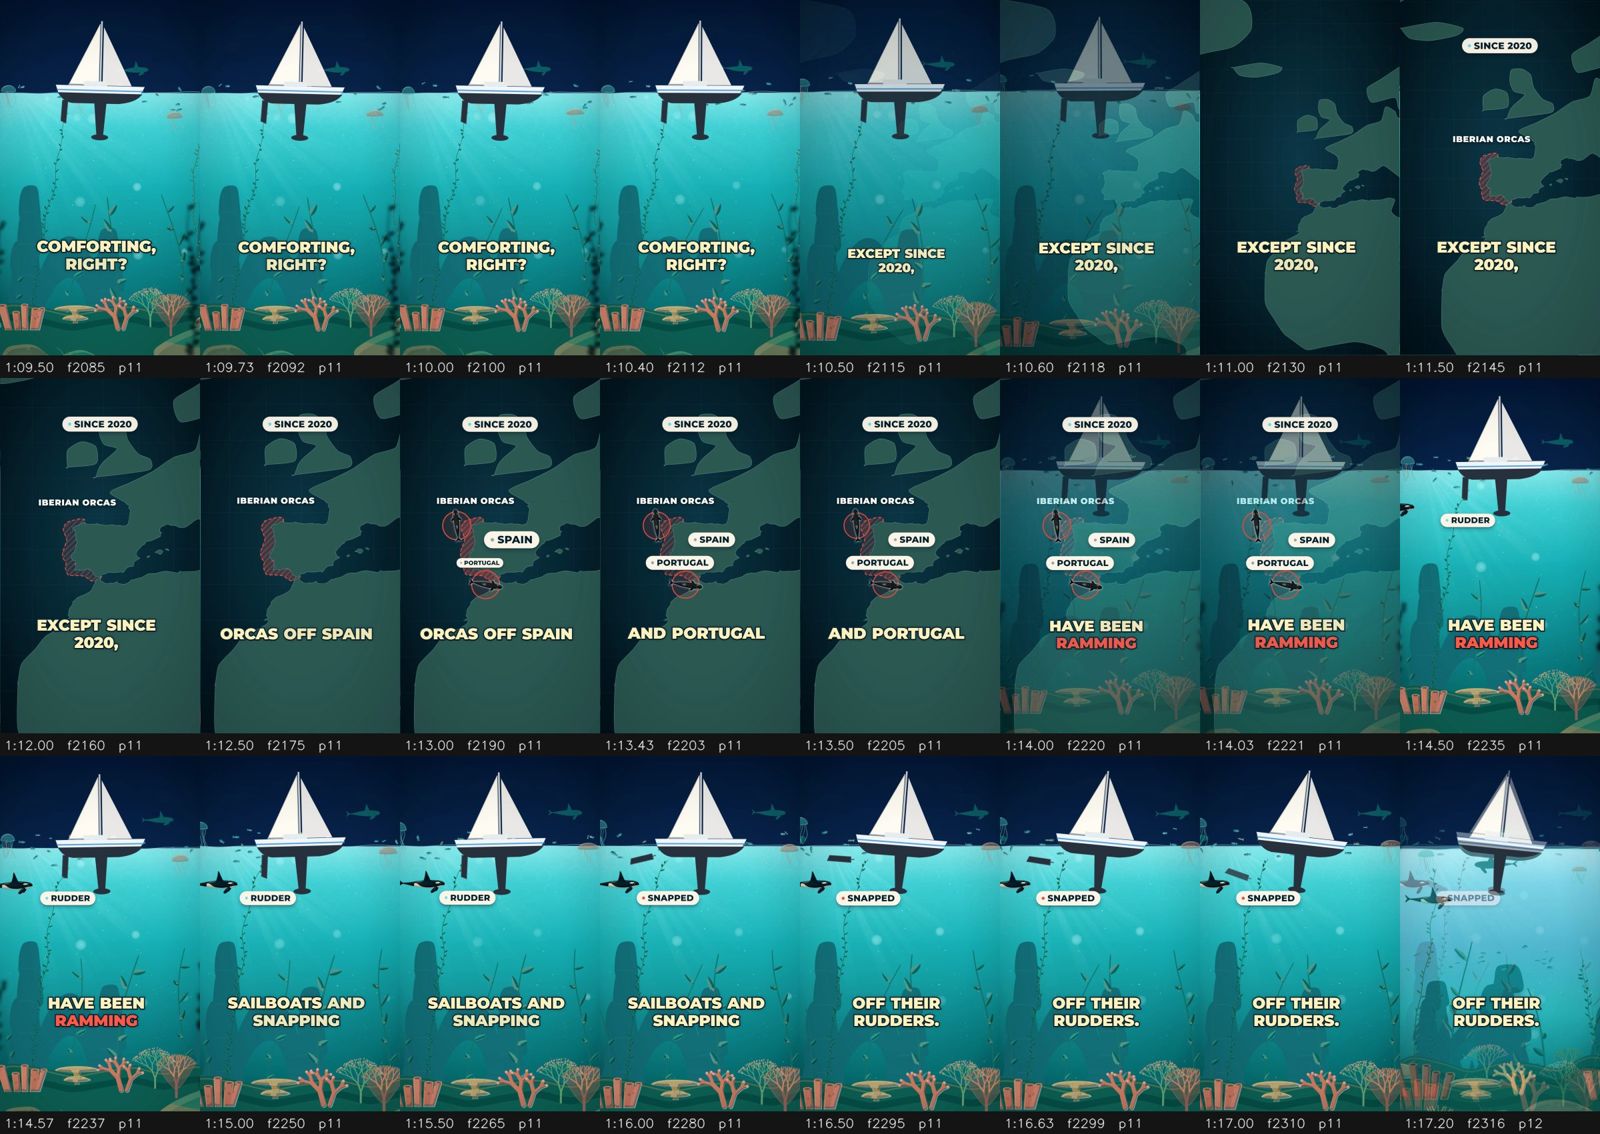 COMFORTING,
RIGHT?
COMFORTING,
RIGHT?
COMFORTING,
RIGHT?
COMFORTING,
RIGHT?
EXCEPT SINCE
2020,
EXCEPT SINCE
2020,
EXCEPT SINCE
2020,
SINCE 2020
IBERIAN ORCAS
EXCEPT SINCE
2020,
1:09.50 f2085 p11
1:09.73 f2092 p11
1:10.00 f2100 p11
1:10.40 f2112 p11
1:10.50 f2115 p11
1:10.60 f2118 p11
1:11.00 f2130 p11
1:11.50 f2145 p11
SINCE 2020
IBERIAN ORCAS
EXCEPT SINCE
2020,
SINCE 2020
IBERIAN ORCAS
ORCAS OFF SPAIN
SINCE 2020
IBERIAN ORCAS
SPAIN
PORTUGAL
ORCAS OFF SPAIN
SINCE 2020
IBERIAN ORCAS
SPAIN
PORTUGAL
AND PORTUGAL
SINCE 2020
IBERIAN ORCAS
SPAIN
PORTUGAL
AND PORTUGAL
SINCE 2020
IBERIAN ORCAS
SPAIN
PORTUGAL
HAVE BEEN
RAMMING
SINCE 2020
IBERIAN ORCAS
SPAIN
PORTUGAL
HAVE BEEN
RAMMING
RUDDER
HAVE BEEN
RAMMING
1:12.00 f2160 p11
1:12.50 f2175 p11
1:13.00 f2190 p11
1:13.43 f2203 p11
1:13.50 f2205 p11
1:14.00 f2220 p11
1:14.03 f2221 p11
1:14.50 f2235 p11
RUDDER
HAVE BEEN
RAMMING
RUDDER
SAILBOATS AND
SNAPPING
RUDDER
SAILBOATS AND
SNAPPING
SNAPPED
SAILBOATS AND
SNAPPING
SNAPPED
OFF THEIR
RUDDERS.
SNAPPED
OFF THEIR
RUDDERS.
SNAPPED
OFF THEIR
RUDDERS.
SNAPPED
OFF THEIR
RUDDERS.
1:14.57 f2237 p11
1:15.00 f2250 p11
1:15.50 f2265 p11
1:16.00 f2280 p11
1:16.50 f2295 p11
1:16.63 f2299 p11
1:17.00 f2310 p11
1:17.20 f2316 p12